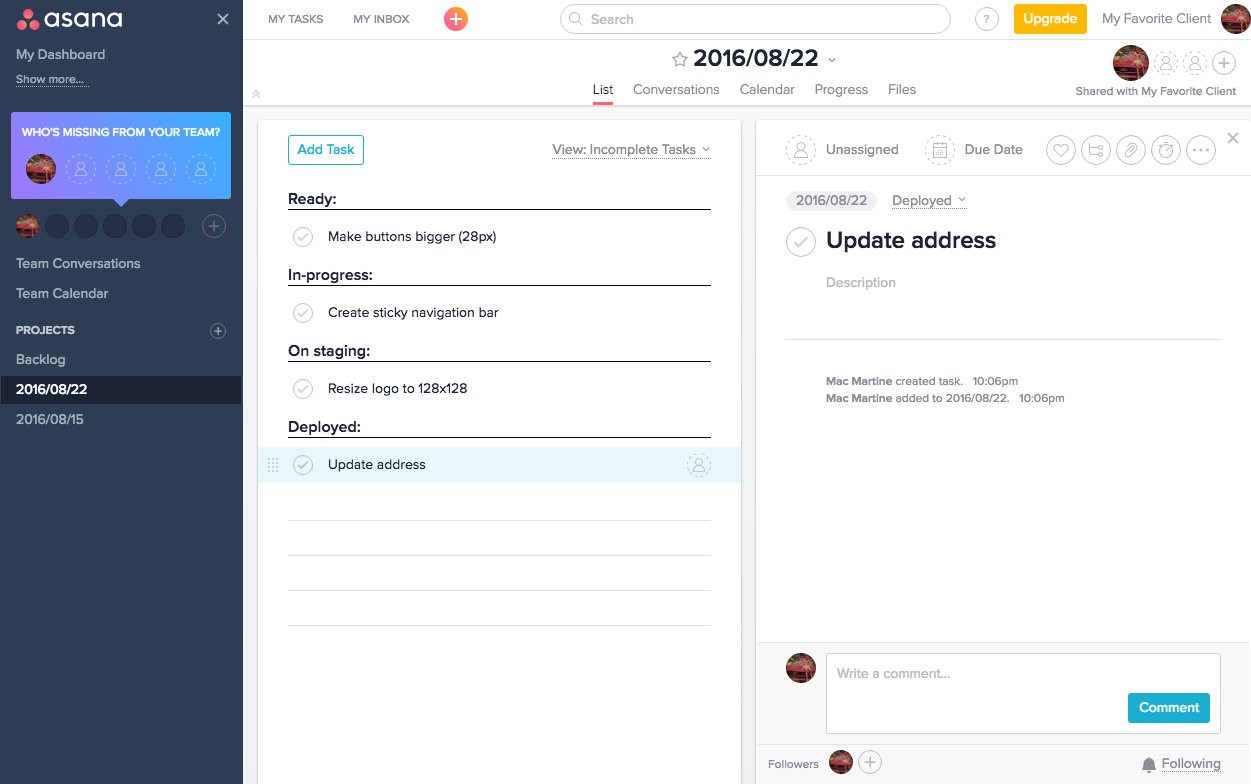 asana
My Dashboard
Show more...
WHO'S MISSING FROM YOUR TEAM?
Team Conversations
Team Calendar
PROJECTS
Backlog
2016/08/22
2016/08/15
MY TASKS
MY INBOX
Search
?
Upgrade
My Favorite Client
2016/08/22
List
Conversations
Calendar
Progress
Files
Shared with My Favorite Client
Add Task
View: Incomplete Tasks
Ready:
Make buttons bigger (28px)
In-progress:
Create sticky navigation bar
On staging:
Resize logo to 128x128
Deployed:
Update address
Unassigned
Due Date
2016/08/22
Deployed
Update address
Description
Mac Martine created task. 10:06pm
Mac Martine added to 2016/08/22. 10:06pm
Write a comment...
Comment
Followers
Following